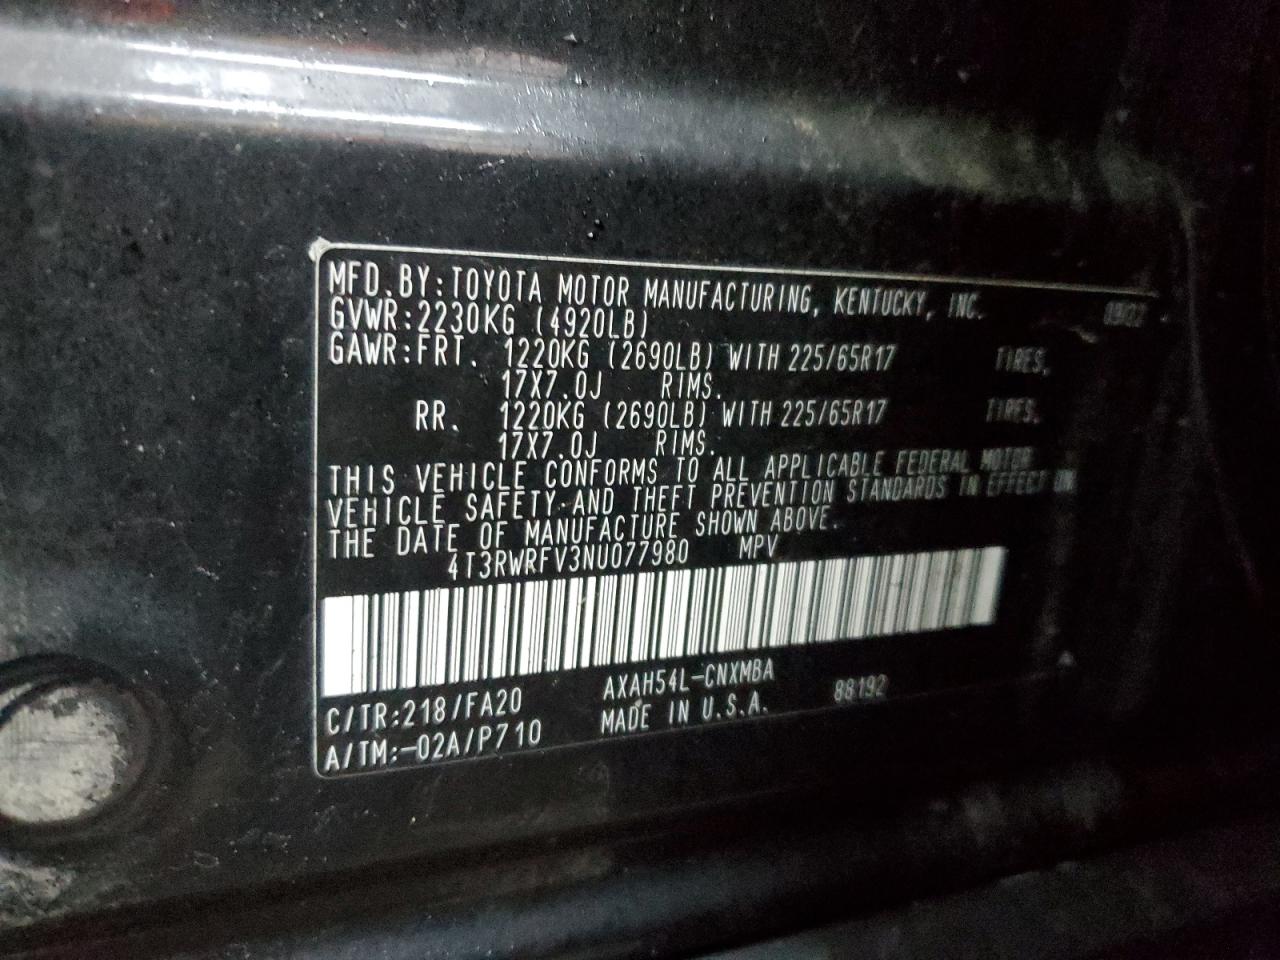 MFD.BY:TOYOTA MOTOR MANUFACTURING, KENTUCKY, INC.
GVWR:2230KG (4920LB)
GAWR:FRT. 1220KG (2690LB) WITH 225/65R17 TIRES,
17X7.0J RIMS.
RR. 1220KG (2690LB) WITH 225/65R17 TIRES,
17X7.0J RIMS.
THIS VEHICLE CONFORMS TO ALL APPLICABLE FEDERAL MOTOR
VEHICLE SAFETY AND THEFT PREVENTION STANDARDS IN EFFECT ON
THE DATE OF MANUFACTURE SHOWN ABOVE.
4T3RWRFV3NU077980 MPV
C/TR:218/FA20 AXAH54L-CNXMBA
A/TM:-02A/P710 MADE IN U.S.A. 88192